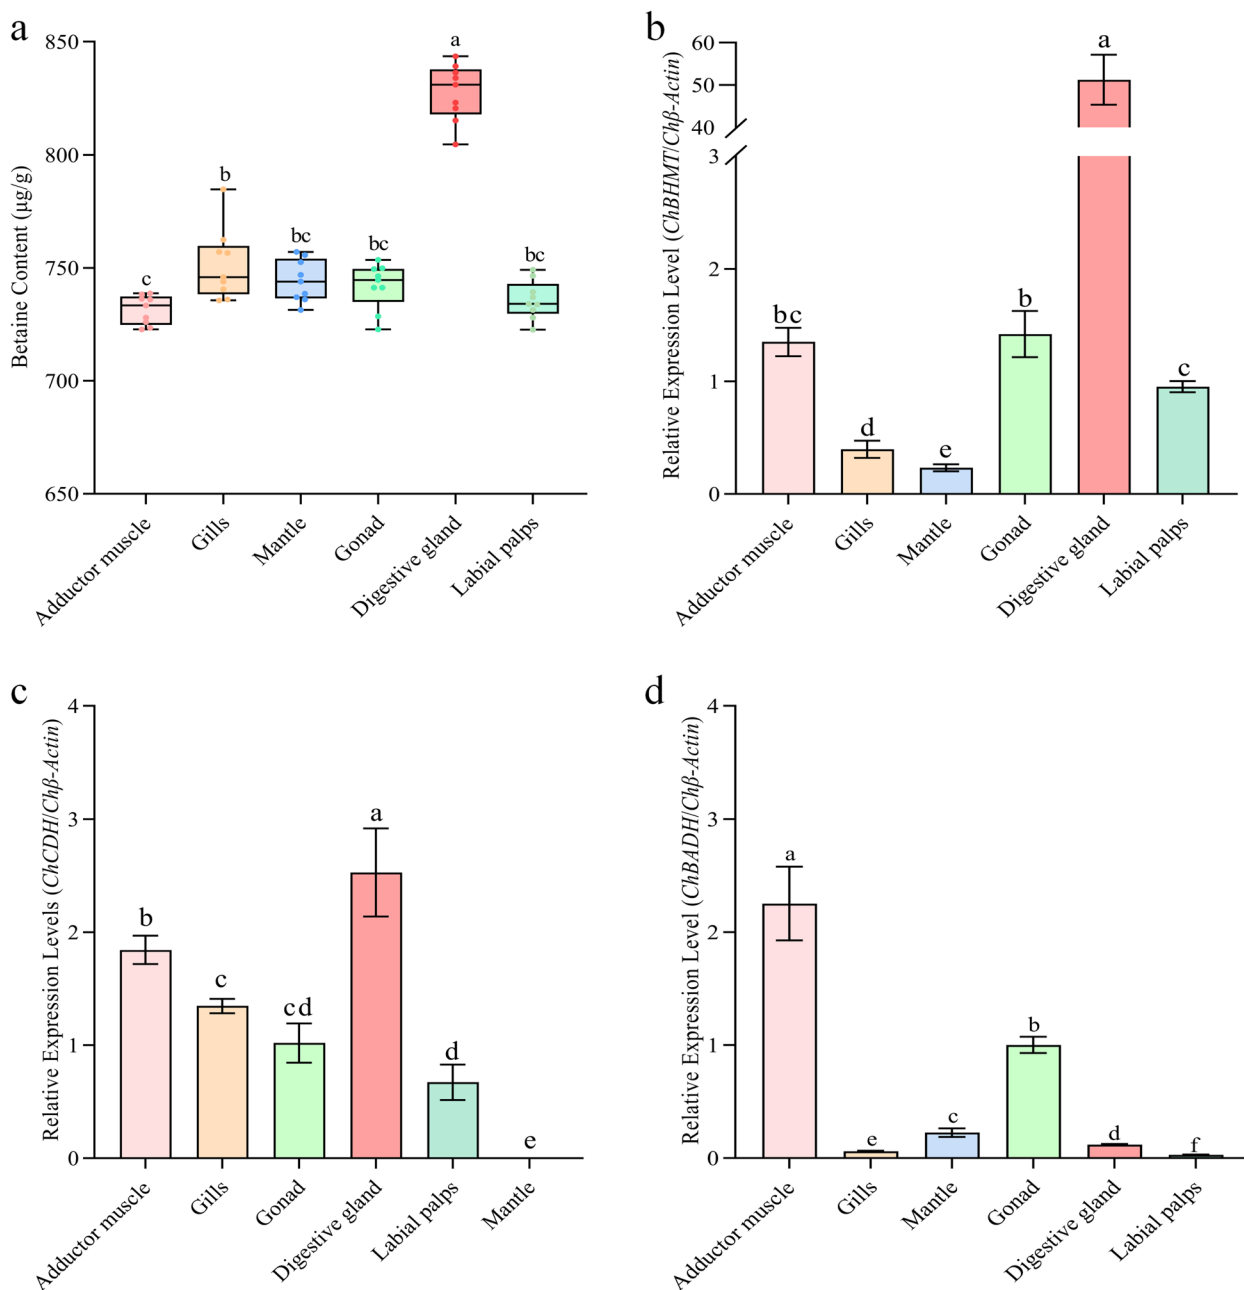 a
Betaine Content (µg/g)
850
800
750
700
650
c
b
bc
bc
a
bc
Adductor muscle
Gills
Mantle
Gonad
Digestive gland
Labial palps
b
Relative Expression Level (ChBHMT/Chβ-Actin)
60
50
40
3
2
1
0
bc
d
e
b
a
c
Adductor muscle
Gills
Mantle
Gonad
Digestive gland
Labial palps
c
Relative Expression Levels (ChCDH/Chβ-Actin)
4
3
2
1
0
b
c
cd
a
d
e
Adductor muscle
Gills
Gonad
Digestive gland
Labial palps
Mantle
d
Relative Expression Level (ChBADH/Chβ-Actin)
4
3
2
1
0
a
e
c
b
d
f
Adductor muscle
Gills
Mantle
Gonad
Digestive gland
Labial palps